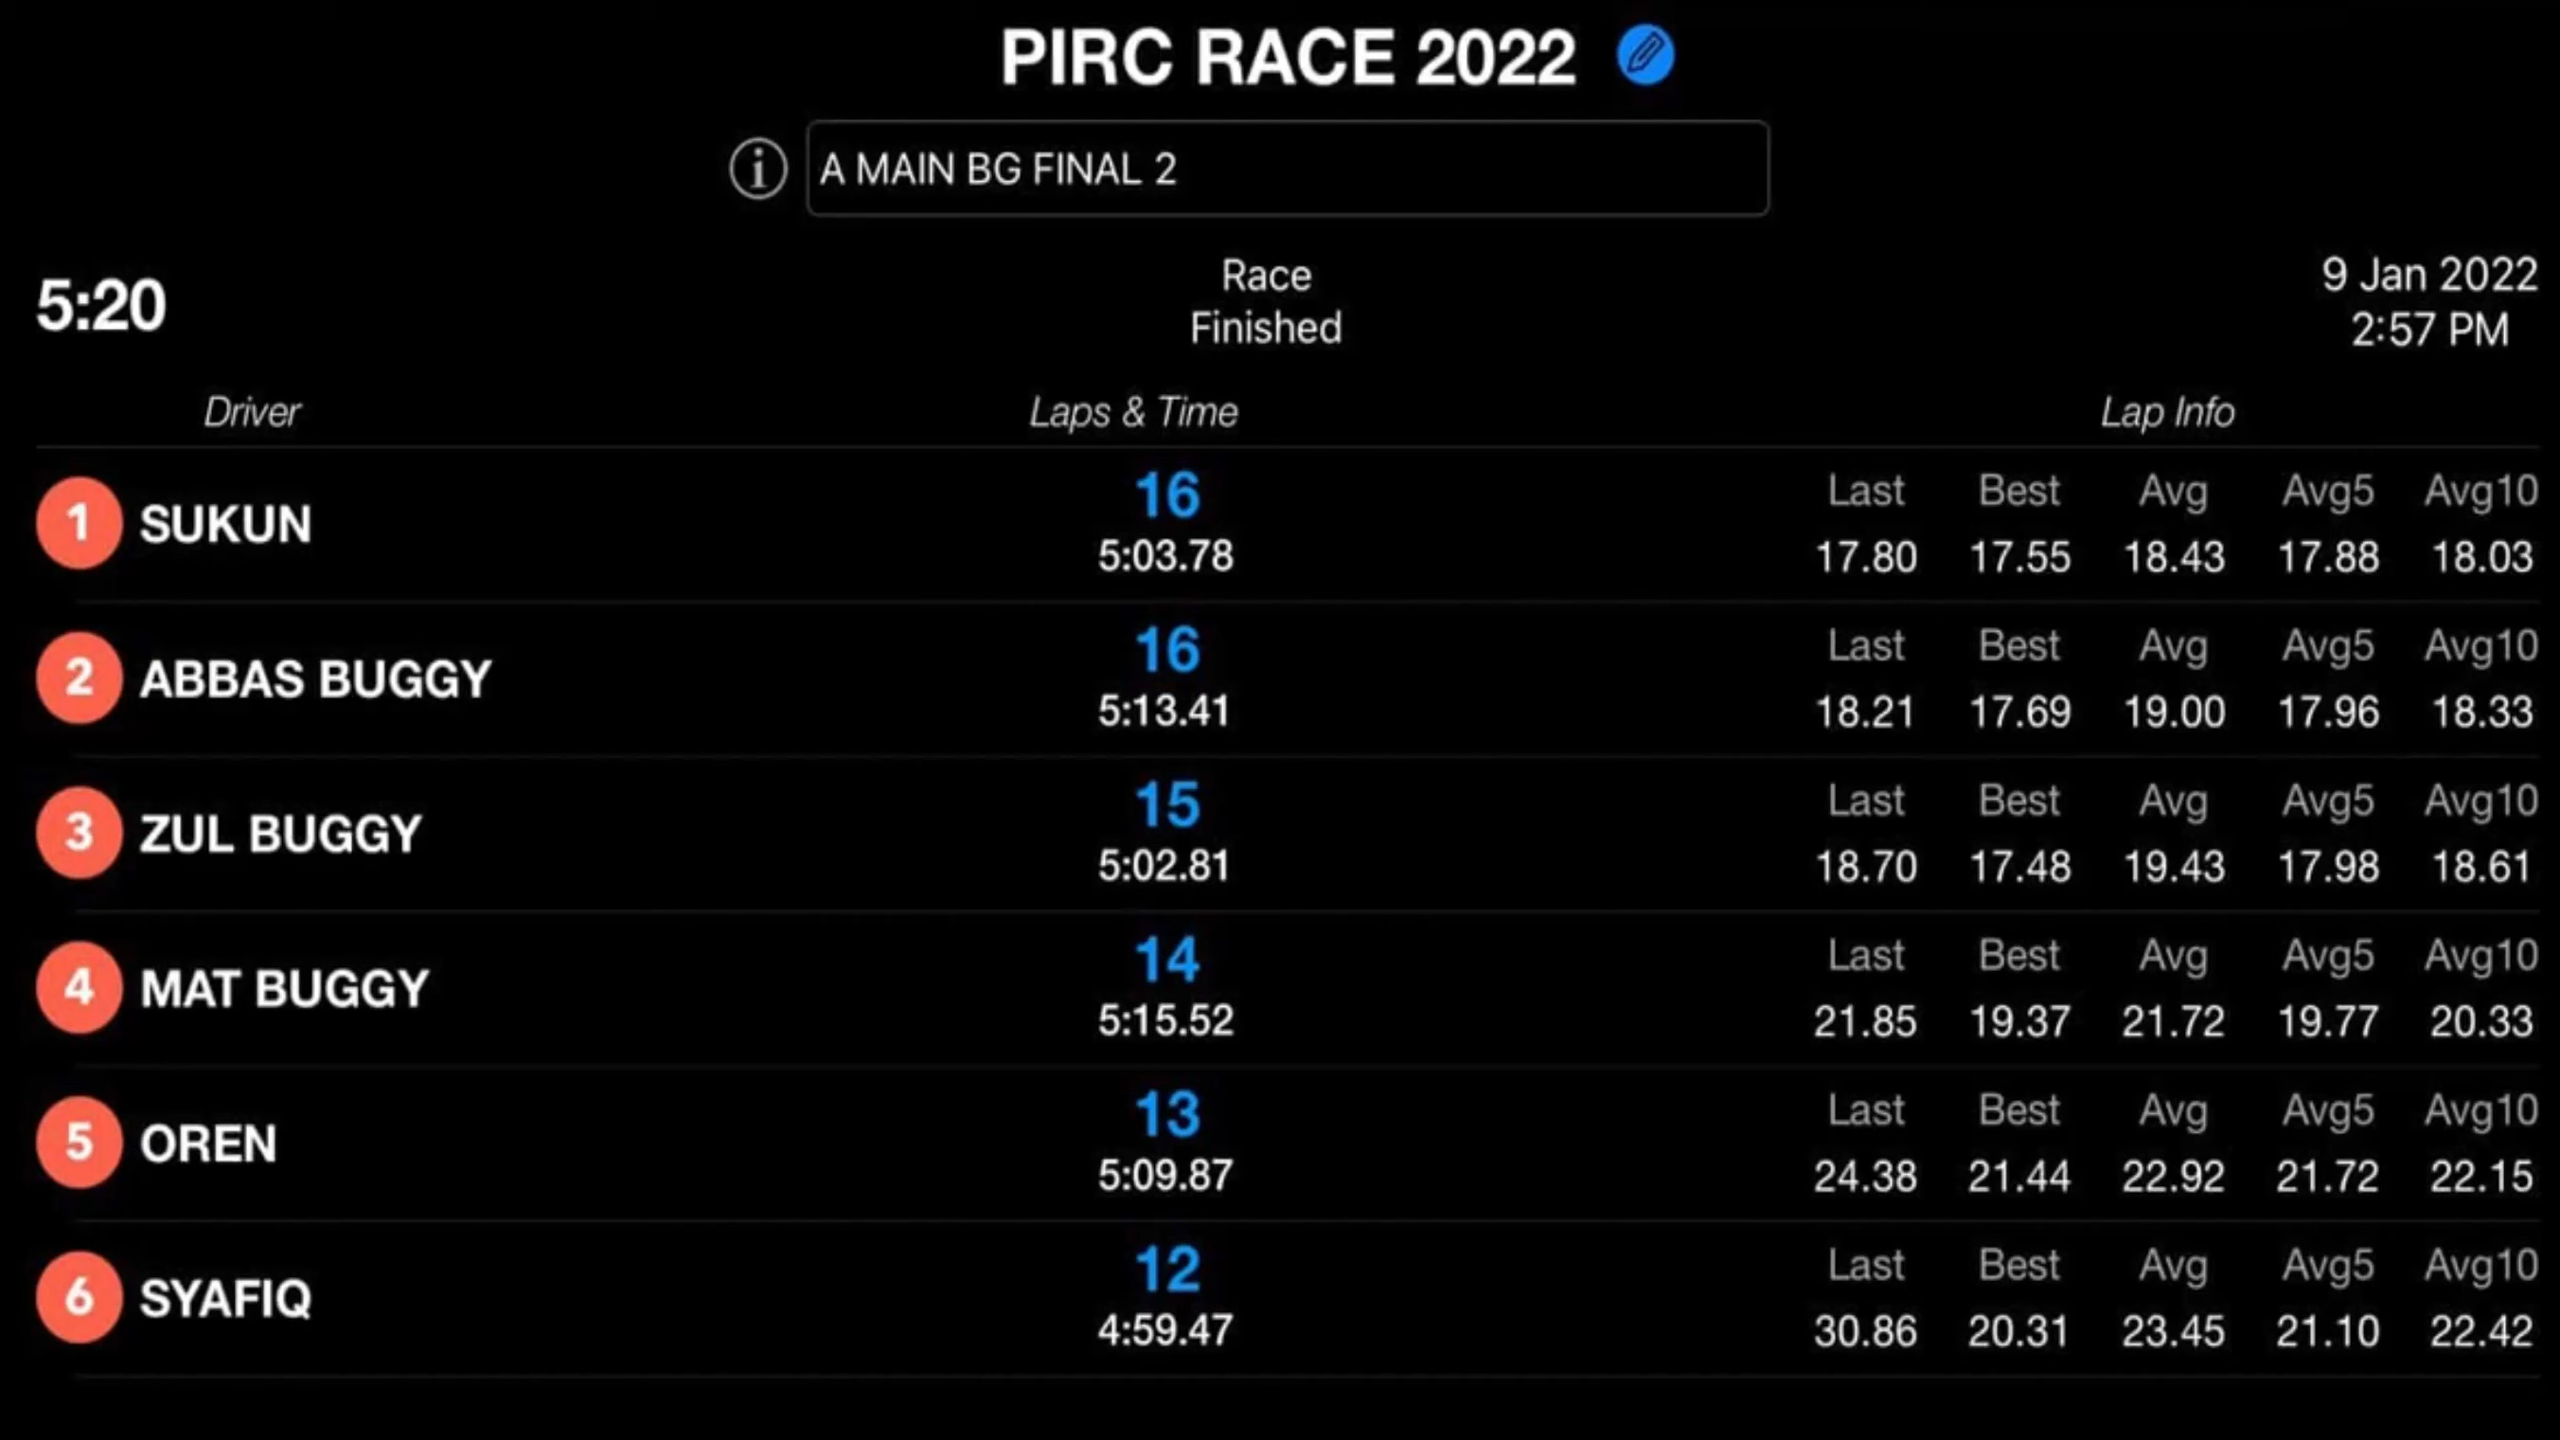 PIRC RACE 2022
A MAIN BG FINAL 2
5:20
Race
Finished
9 Jan 2022
2:57 PM
Driver Laps & Time Lap Info
1 SUKUN
16
5:03.78
Last Best Avg Avg5 Avg10
17.80 17.55 18.43 17.88 18.03
2 ABBAS BUGGY
16
5:13.41
Last Best Avg Avg5 Avg10
18.21 17.69 19.00 17.96 18.33
3 ZUL BUGGY
15
5:02.81
Last Best Avg Avg5 Avg10
18.70 17.48 19.43 17.98 18.61
4 MAT BUGGY
14
5:15.52
Last Best Avg Avg5 Avg10
21.85 19.37 21.72 19.77 20.33
5 OREN
13
5:09.87
Last Best Avg Avg5 Avg10
24.38 21.44 22.92 21.72 22.15
6 SYAFIQ
12
4:59.47
Last Best Avg Avg5 Avg10
30.86 20.31 23.45 21.10 22.42